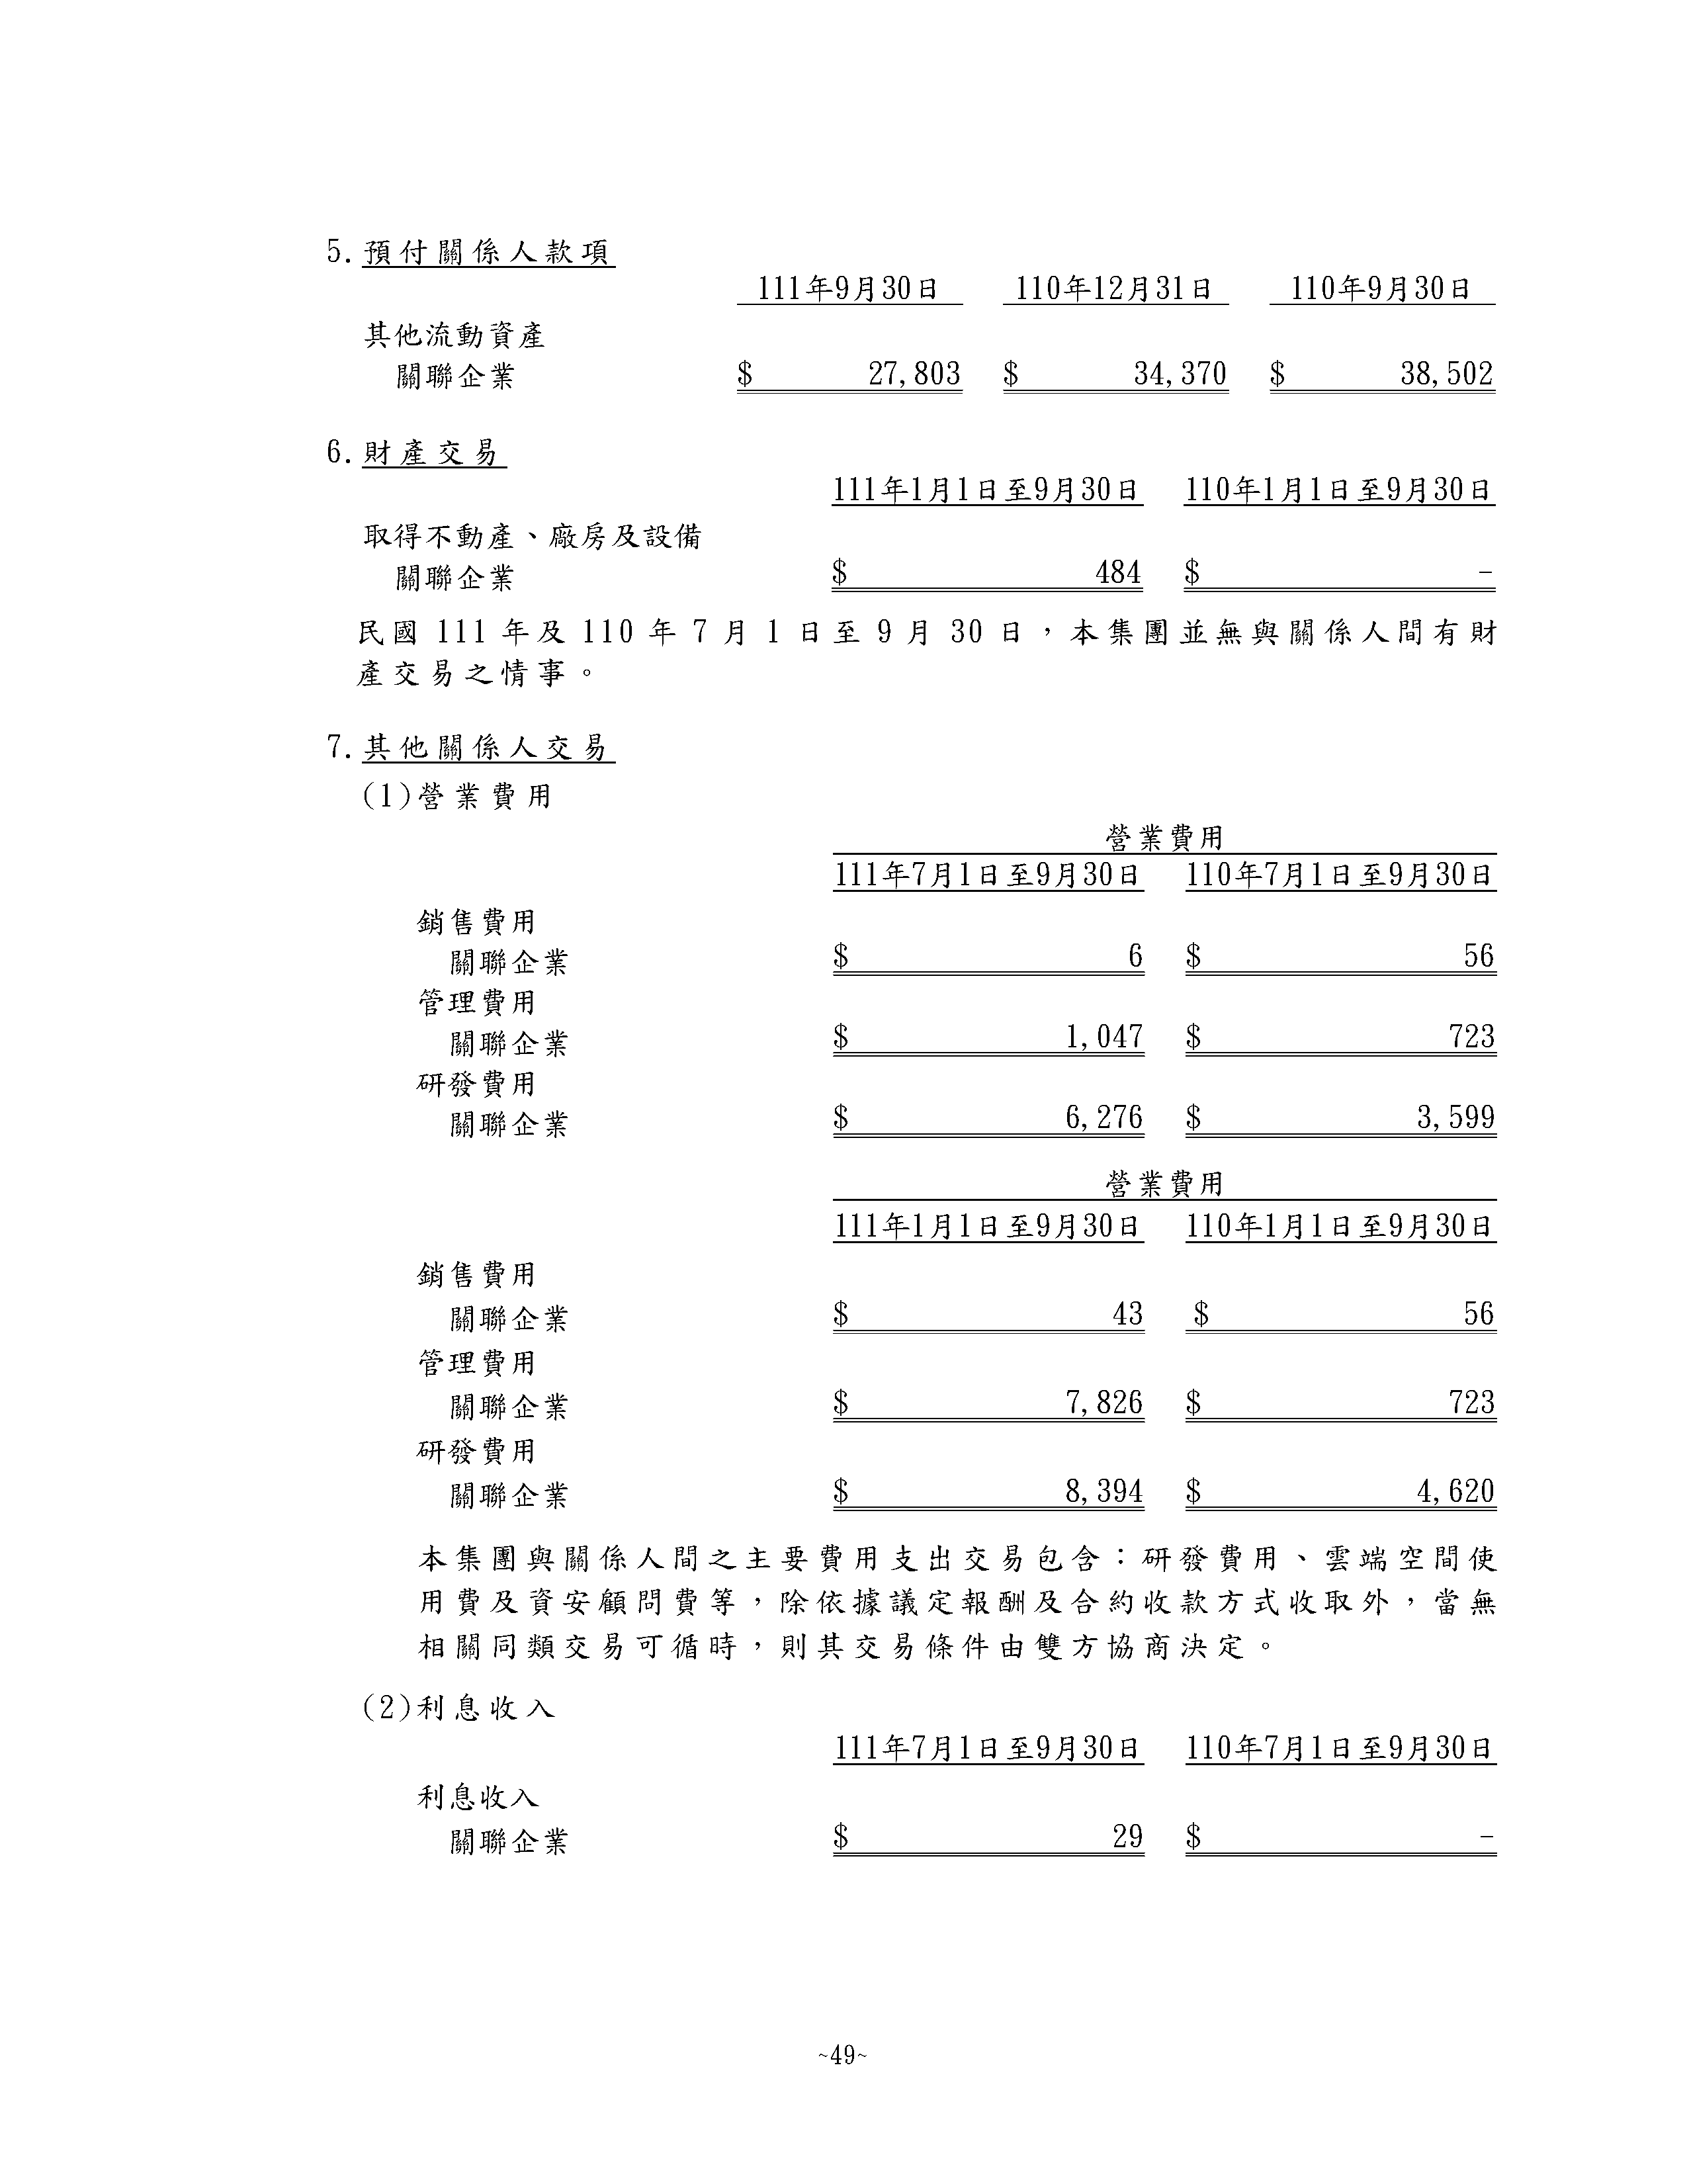 5.預付關係人款項
111年9月30日 110年12月31日 110年9月30日
其他流動資產
關聯企業 $ 27,803 $ 34,370 $ 38,502
6.財產交易
111年1月1日至9月30日 110年1月1日至9月30日
取得不動產、廠房及設備
關聯企業 $ 484 $ -
民國 111 年及 110 年 7 月 1 日至 9 月 30 日，本集團並無與關係人間有財
產交易之情事。
7.其他關係人交易
(1)營業費用
營業費用
111年7月1日至9月30日 110年7月1日至9月30日
銷售費用
關聯企業 $ 6 $ 56
管理費用
關聯企業 $ 1,047 $ 723
研發費用
關聯企業 $ 6,276 $ 3,599
營業費用
111年1月1日至9月30日 110年1月1日至9月30日
銷售費用
關聯企業 $ 43 $ 56
管理費用
關聯企業 $ 7,826 $ 723
研發費用
關聯企業 $ 8,394 $ 4,620
本集團與關係人間之主要費用支出交易包含：研發費用、雲端空間使
用費及資安顧問費等，除依據議定報酬及合約收款方式收取外，當無
相關同類交易可循時，則其交易條件由雙方協商決定。
(2)利息收入
111年7月1日至9月30日 110年7月1日至9月30日
利息收入
關聯企業 $ 29 $ -
~49~